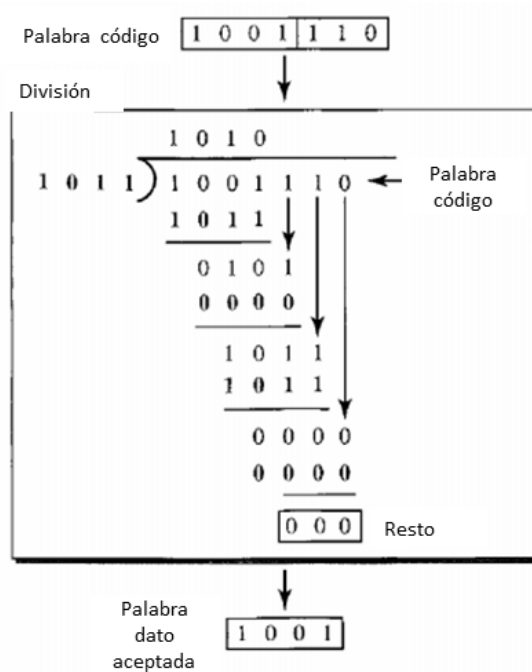 Palabra código 1 0 0 1 1 1 0
División
1 0 1 0
1 0 1 1 1 0 0 1 1 1 0 Palabra
código
1 0 1 1
0 1 0 1
0 0 0 0
1 0 1 1
1 0 1 1
0 0 0 0
0 0 0 0
0 0 0 Resto
Palabra
dato
aceptada 1 0 0 1